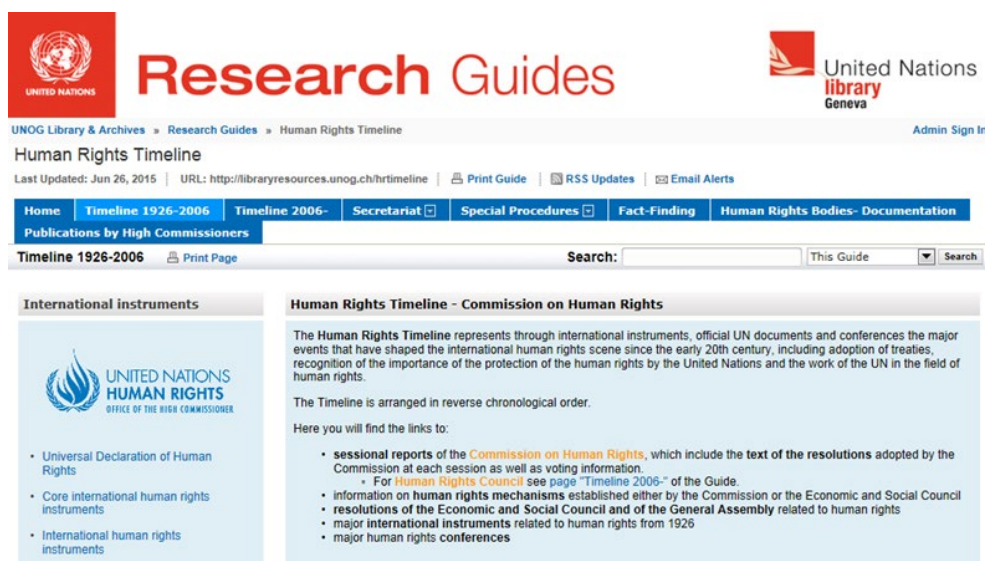 UNITED NATIONS
Research Guides
United Nations
library
Geneva
UNOG Library & Archives » Research Guides » Human Rights Timeline
Admin Sign In
Human Rights Timeline
Last Updated: Jun 26, 2015 | URL: http://libraryresources.unog.ch/hrtimeline | Print Guide | RSS Updates | Email Alerts
Home Timeline 1926-2006 Timeline 2006- Secretariat Special Procedures Fact-Finding Human Rights Bodies- Documentation
Publications by High Commissioners
Timeline 1926-2006 Print Page Search: This Guide Search
International instruments
UNITED NATIONS
HUMAN RIGHTS
OFFICE OF THE HIGH COMMISSIONER
• Universal Declaration of Human
Rights
• Core international human rights
instruments
• International human rights
instruments
Human Rights Timeline - Commission on Human Rights
The Human Rights Timeline represents through international instruments, official UN documents and conferences the major
events that have shaped the international human rights scene since the early 20th century, including adoption of treaties,
recognition of the importance of the protection of the human rights by the United Nations and the work of the UN in the field of
human rights.
The Timeline is arranged in reverse chronological order.
Here you will find the links to:
• sessional reports of the Commission on Human Rights, which include the text of the resolutions adopted by the
Commission at each session as well as voting information.
◦ For Human Rights Council see page "Timeline 2006-" of the Guide.
• information on human rights mechanisms established either by the Commission or the Economic and Social Council
• resolutions of the Economic and Social Council and of the General Assembly related to human rights
• major international instruments related to human rights from 1926
• major human rights conferences